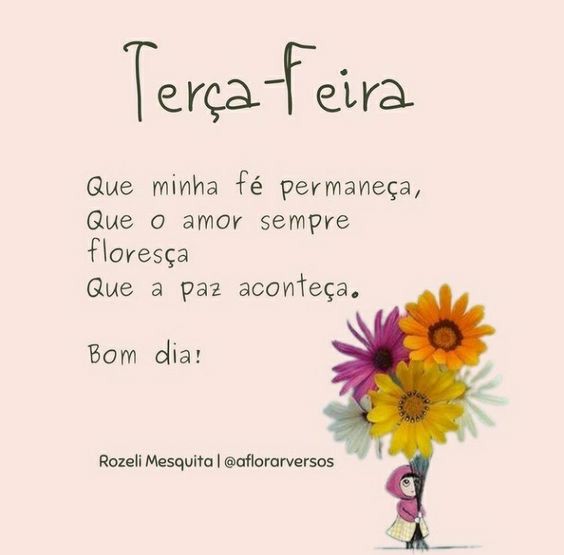 Terça-Feira
Que minha fé permaneça,
Que o amor sempre
floresça
Que a paz aconteça.
Bom dia!
Rozeli Mesquita | @aflorarversos